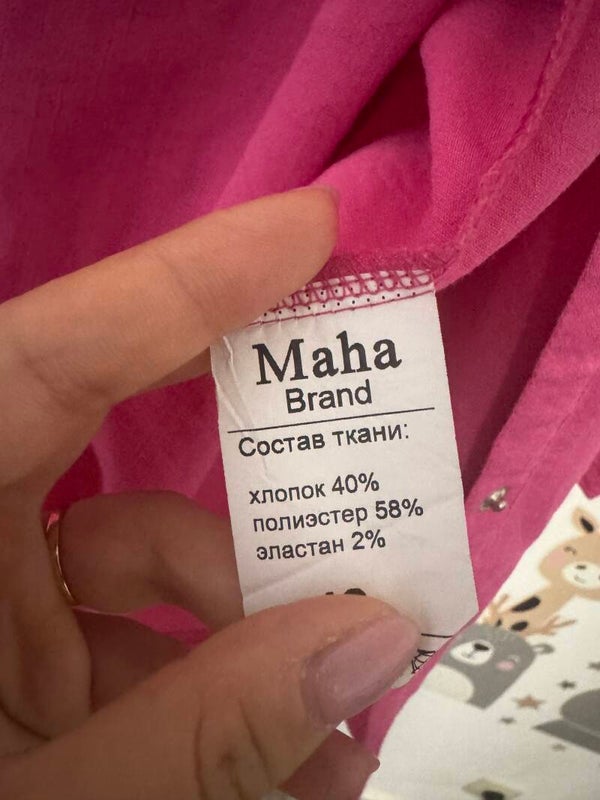 Maha
Brand
Состав ткани:
хлопок 40%
полиэстер 58%
эластан 2%